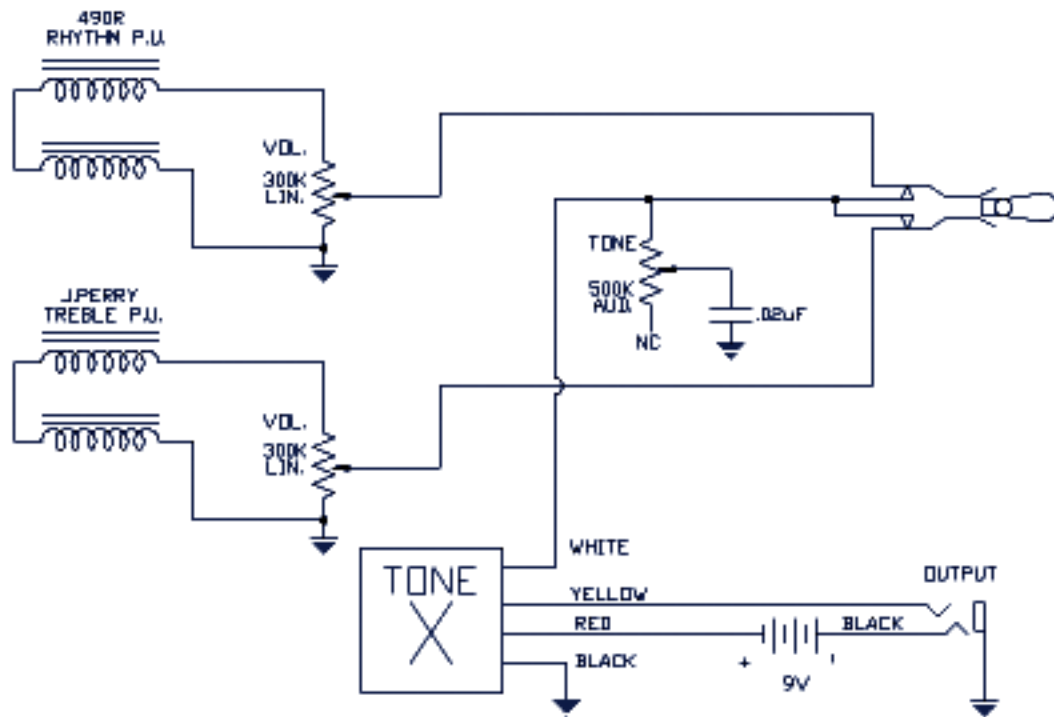 490R
RHYTHN P.U.
VOL.
300K
LIN.
TONE
500K
AUD.
NC
.02uF
J.PERRY
TREBLE P.U.
VOL.
300K
LIN.
TONE
X
WHITE
YELLOW
RED
BLACK
BLACK
OUTPUT
+
-
9V